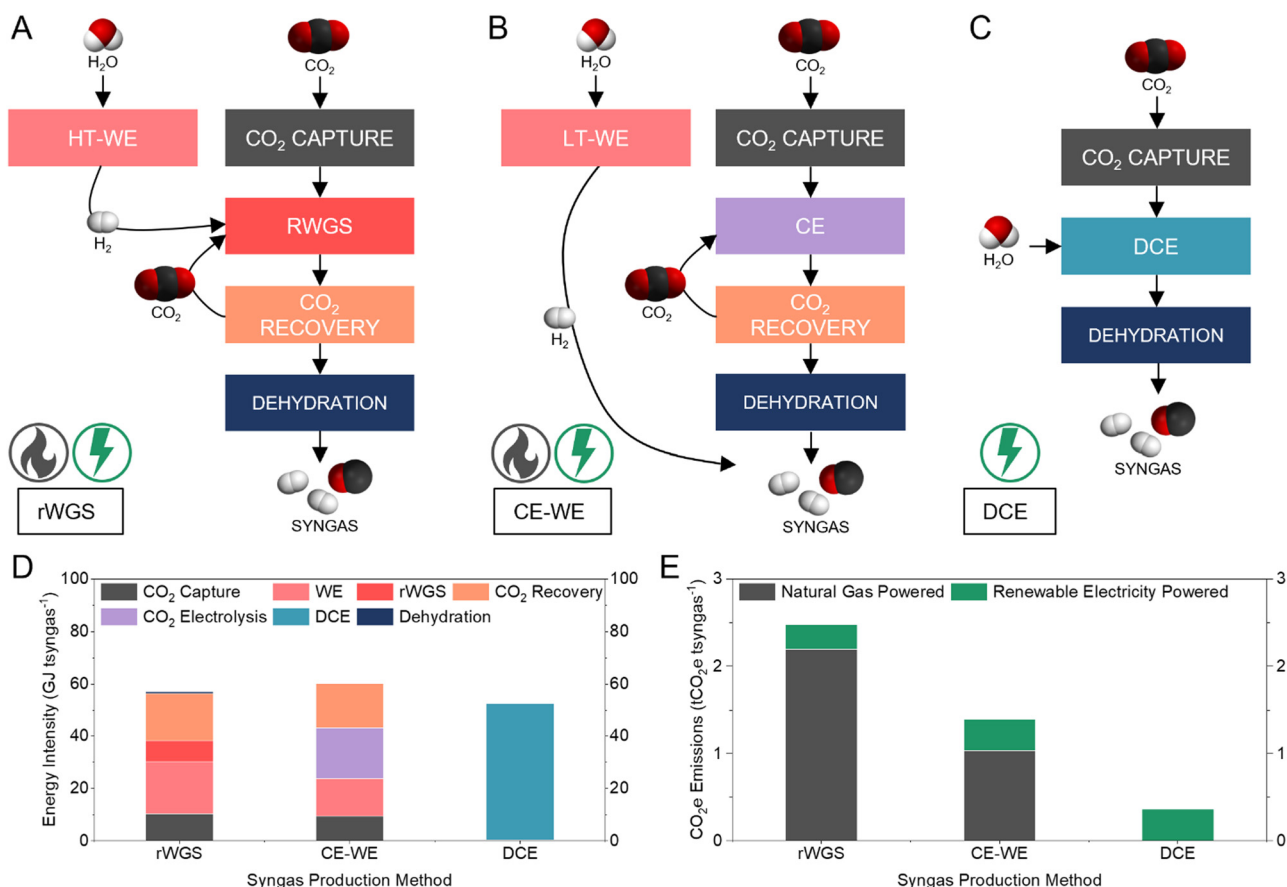 A
H₂O
CO₂
HT-WE
CO₂ CAPTURE
RWGS
H₂
CO₂
CO₂
RECOVERY
DEHYDRATION
SYNGAS
rWGS
B
H₂O
CO₂
LT-WE
CO₂ CAPTURE
CE
CO₂
H₂
CO₂
RECOVERY
DEHYDRATION
SYNGAS
CE-WE
C
CO₂
CO₂ CAPTURE
H₂O
DCE
DEHYDRATION
SYNGAS
DCE
D
100
80
60
40
20
0
Energy Intensity (GJ tsyngas⁻¹)
CO₂ Capture
WE
rWGS
CO₂ Recovery
CO₂ Electrolysis
DCE
Dehydration
100
80
60
40
20
0
rWGS
CE-WE
DCE
Syngas Production Method
E
3
2
1
0
CO₂e Emissions (tCO₂e tsyngas⁻¹)
Natural Gas Powered
Renewable Electricity Powered
3
2
1
0
rWGS
CE-WE
DCE
Syngas Production Method